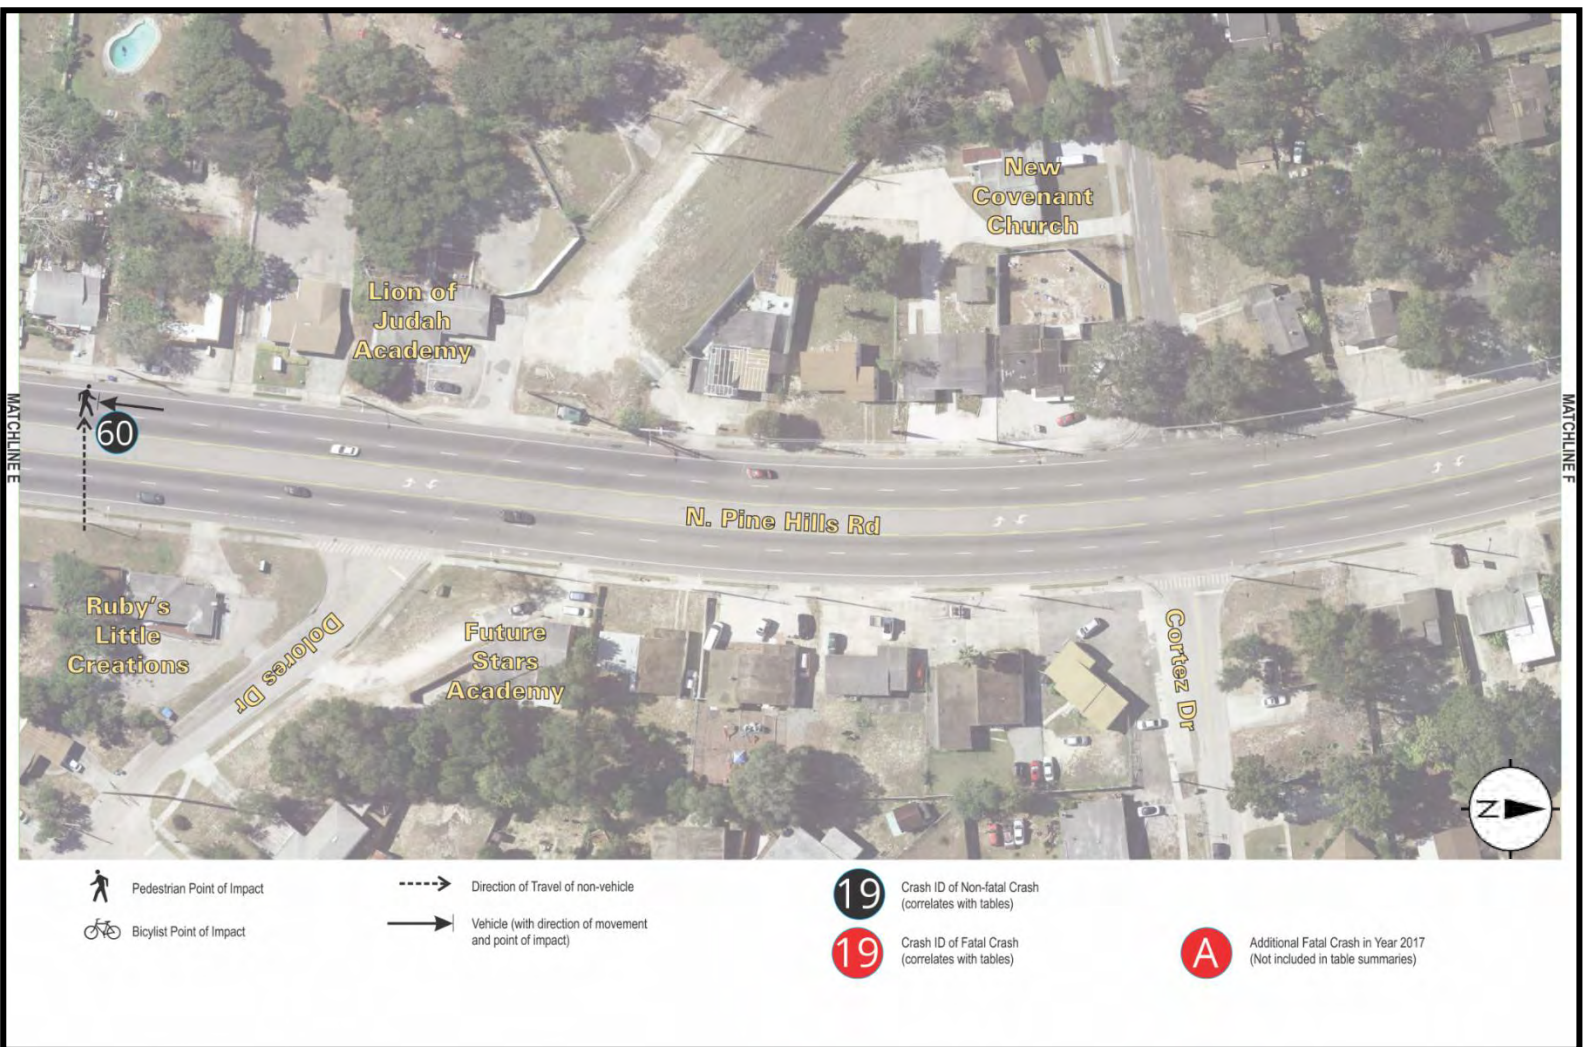 New
Covenant
Church
Lion of
Judah
Academy
MATCHLINE E
60
MATCHLINE F
N. Pine Hills Rd
Ruby's
Little
Creations
Dolores Dr
Future
Stars
Academy
Cortez Dr
N
Pedestrian Point of Impact
Bicylist Point of Impact
Direction of Travel of non-vehicle
Vehicle (with direction of movement
and point of impact)
19
Crash ID of Non-fatal Crash
(correlates with tables)
19
Crash ID of Fatal Crash
(correlates with tables)
A
Additional Fatal Crash in Year 2017
(Not included in table summaries)